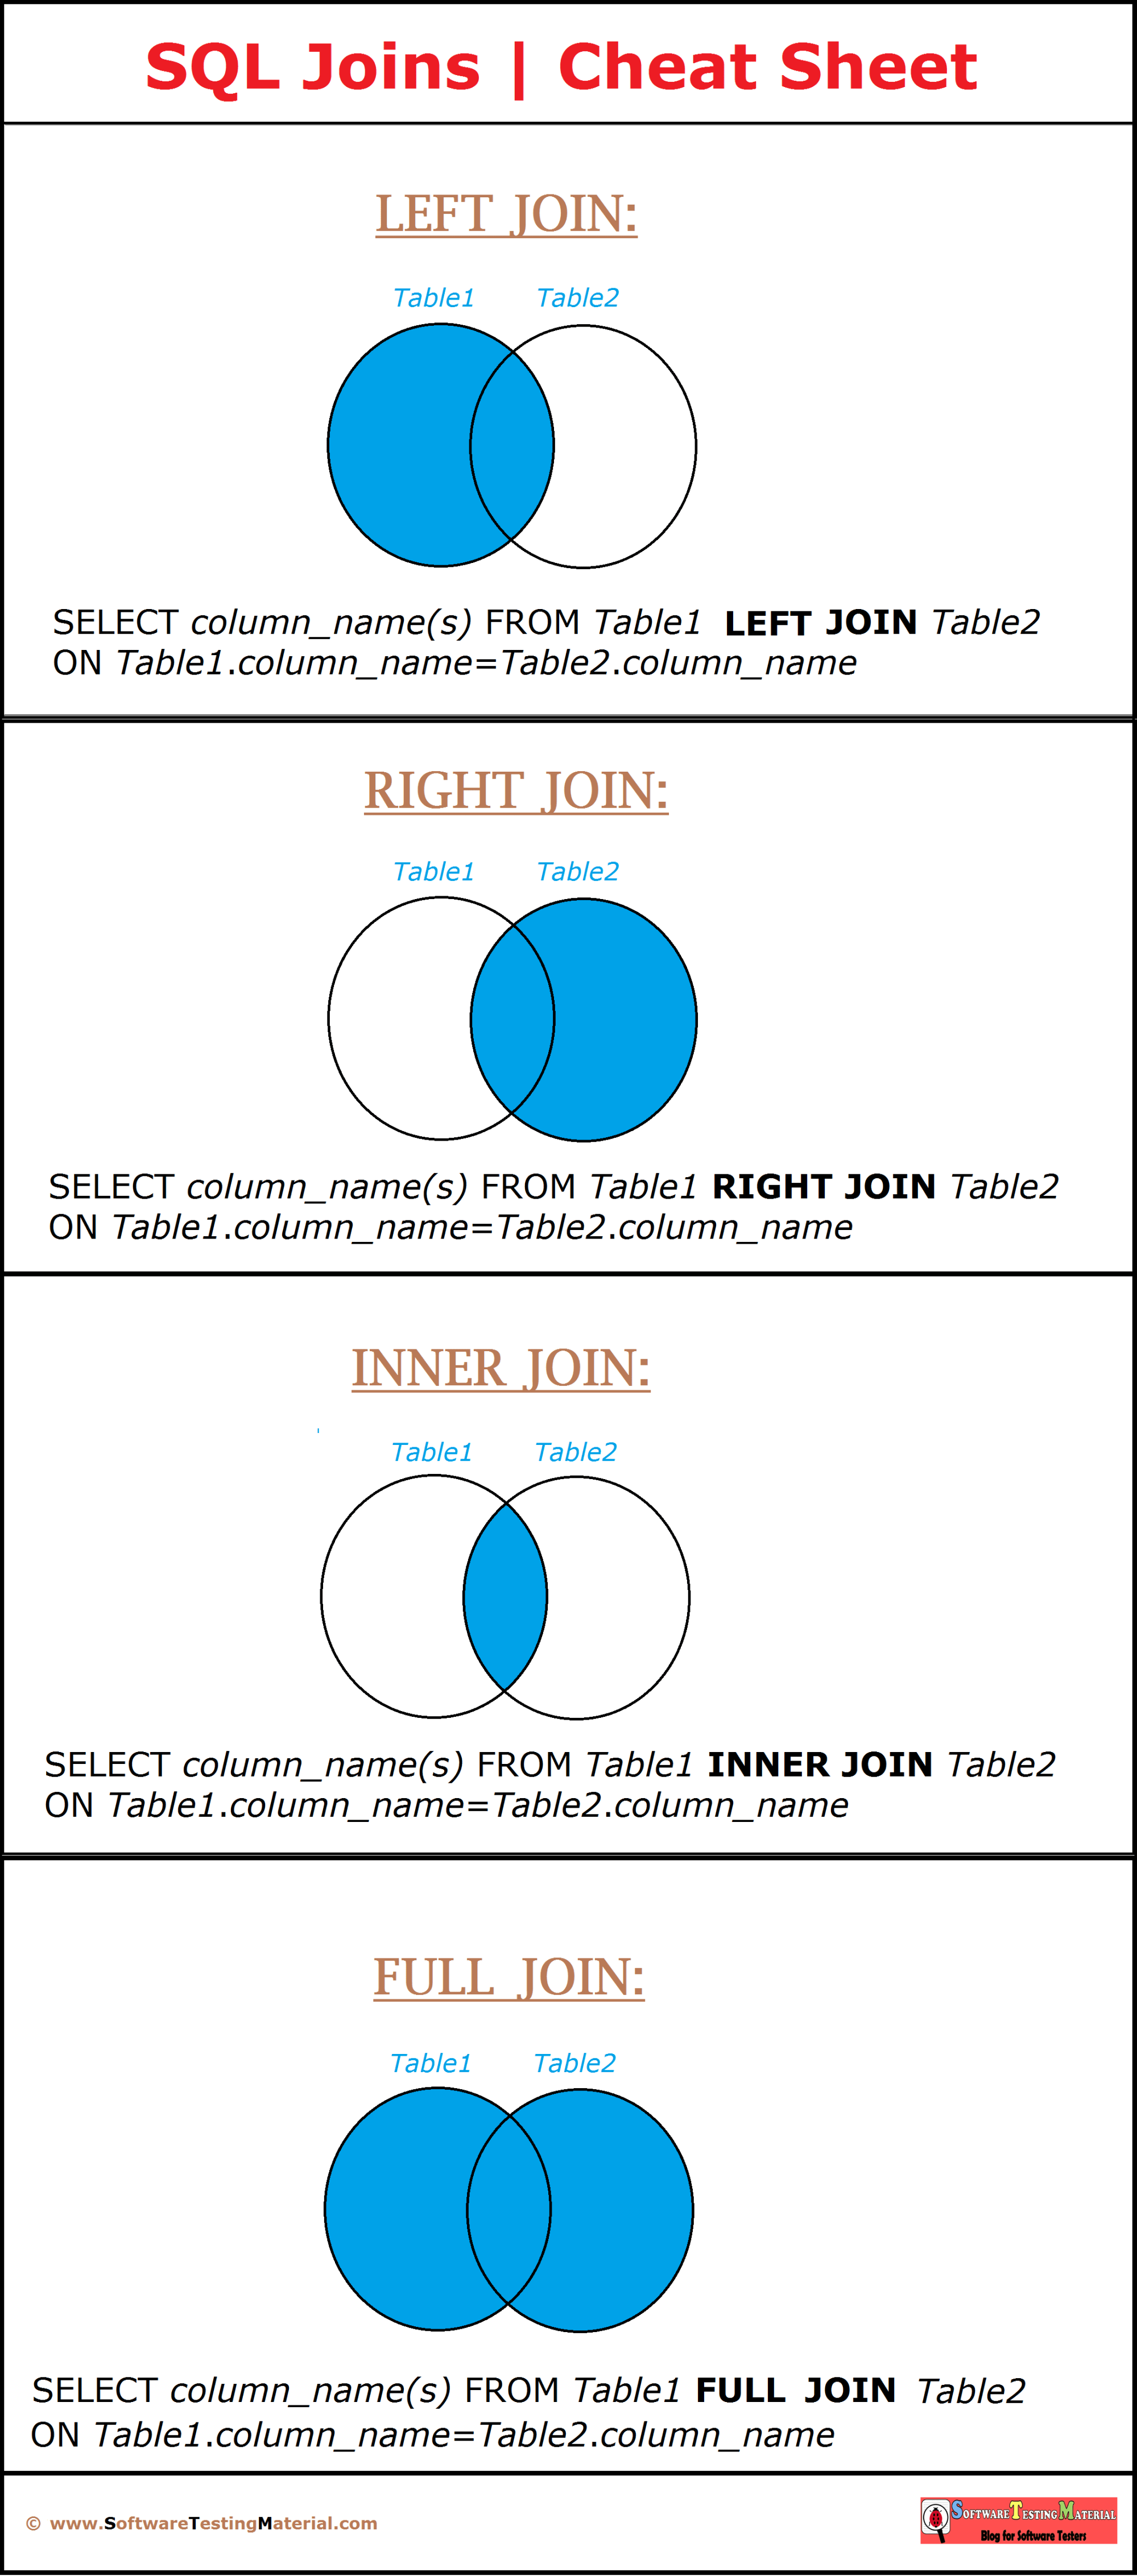 SQL Joins | Cheat Sheet
LEFT JOIN:
Table1 Table2
SELECT column_name(s) FROM Table1 LEFT JOIN Table2
ON Table1.column_name=Table2.column_name
RIGHT JOIN:
Table1 Table2
SELECT column_name(s) FROM Table1 RIGHT JOIN Table2
ON Table1.column_name=Table2.column_name
INNER JOIN:
Table1 Table2
SELECT column_name(s) FROM Table1 INNER JOIN Table2
ON Table1.column_name=Table2.column_name
FULL JOIN:
Table1 Table2
SELECT column_name(s) FROM Table1 FULL JOIN Table2
ON Table1.column_name=Table2.column_name
© www.SoftwareTestingMaterial.com
SOFTWARETESTINGMATERIAL
Blog for Software Testers